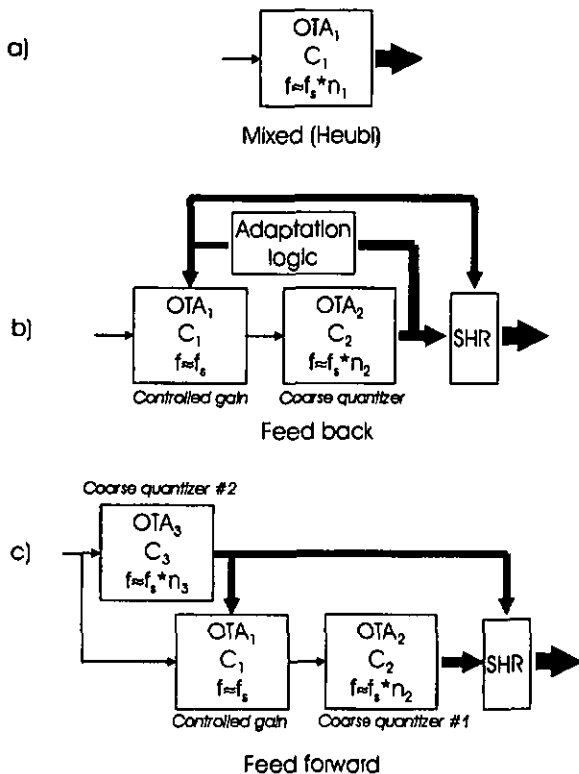 a)
OTA₁
C₁
f≈fₛ*n₁
Mixed (Heubl)
Adaptation
logic
b)
OTA₁
C₁
f≈fₛ
OTA₂
C₂
f≈fₛ*n₂
SHR
Controlled gain
Coarse quantizer
Feed back
Coarse quantizer #2
c)
OTA₃
C₃
f≈fₛ*n₃
OTA₁
C₁
f≈fₛ
OTA₂
C₂
f≈fₛ*n₂
SHR
Controlled gain
Coarse quantizer #1
Feed forward